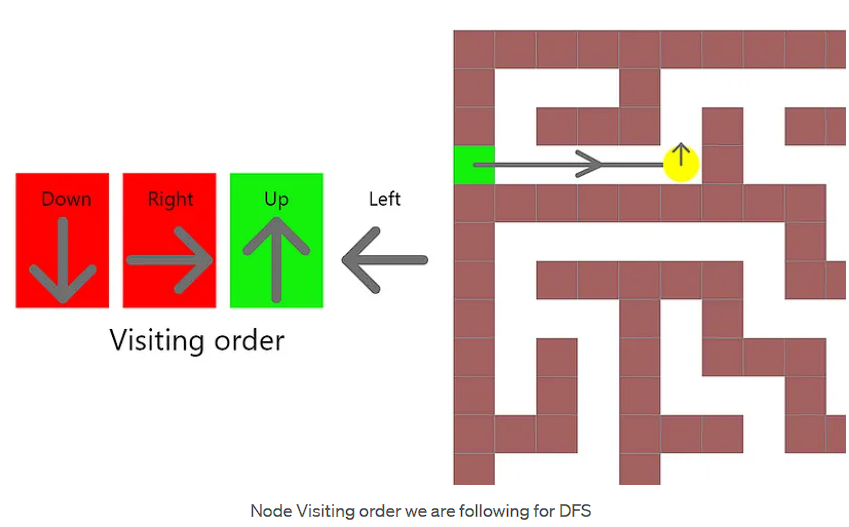 Down Right Up Left
Visiting order
Node Visiting order we are following for DFS